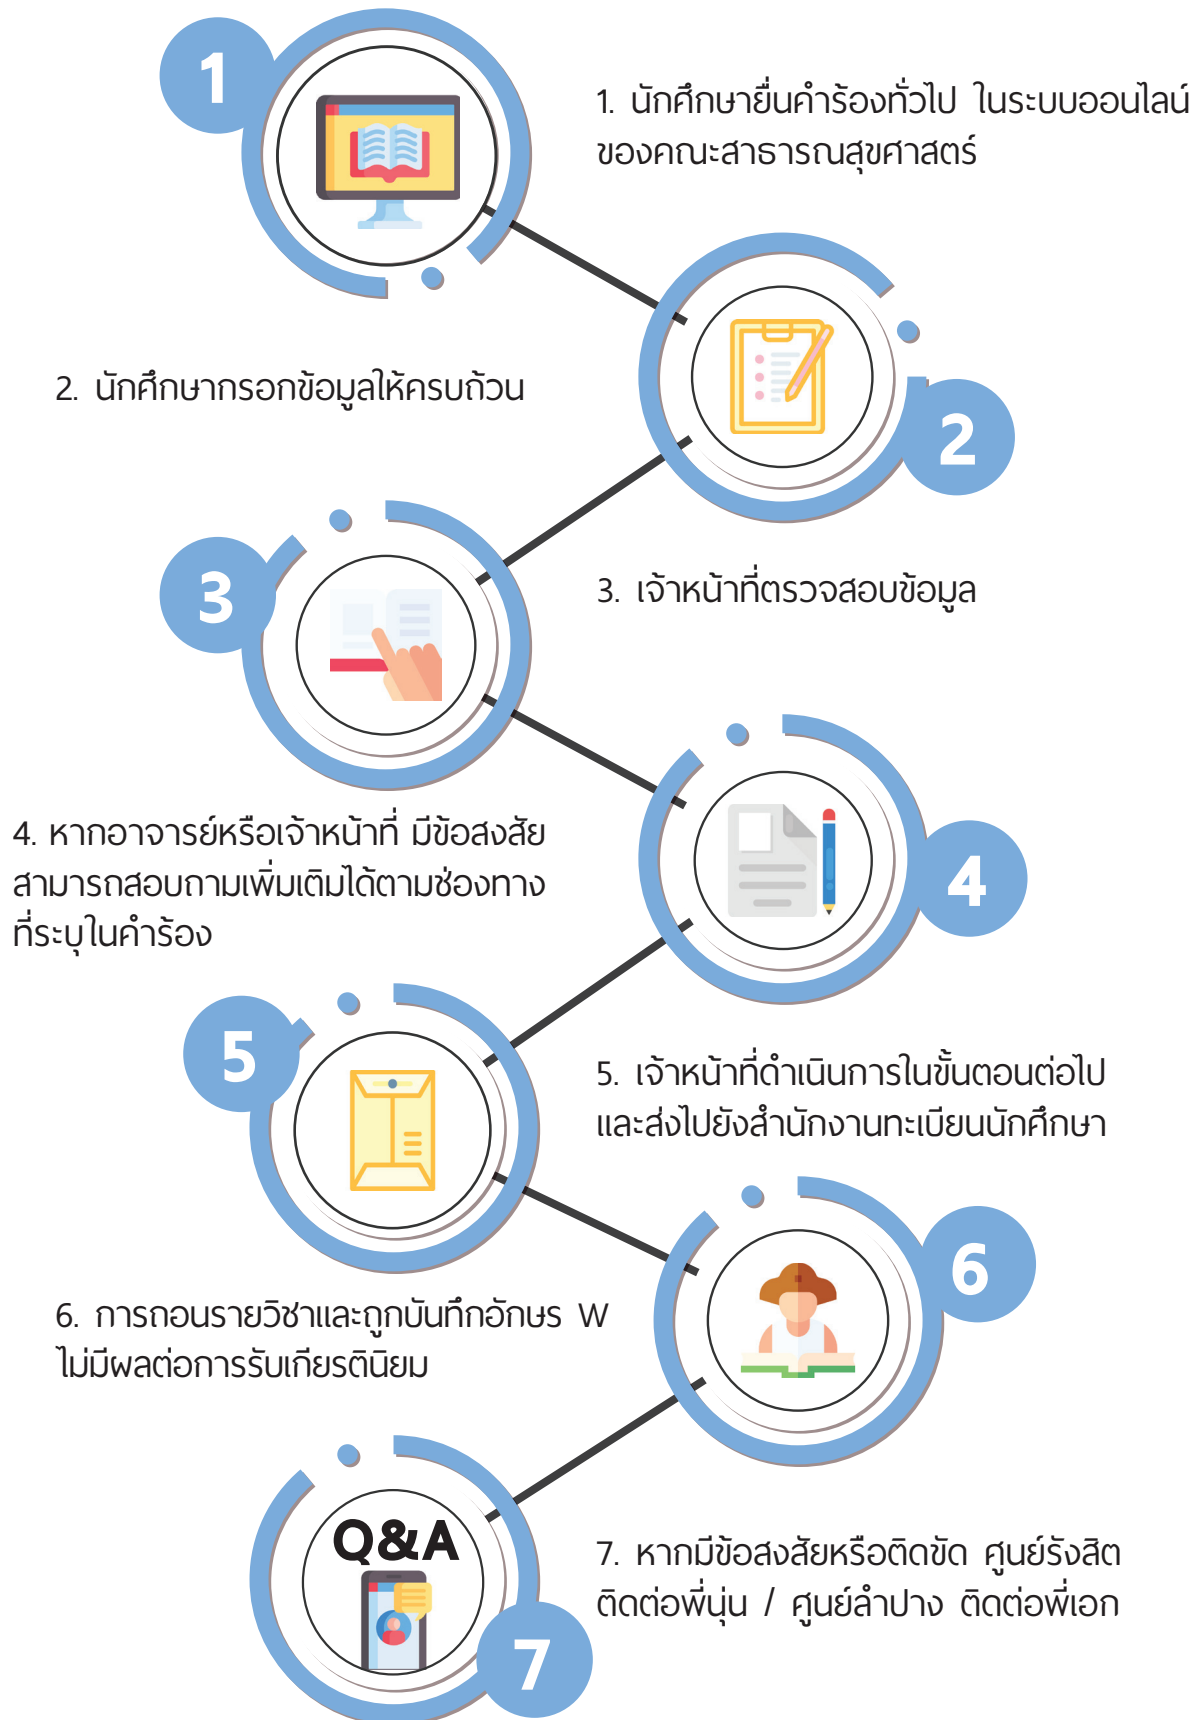 1
1. นักศึกษายื่นคำร้องทั่วไป ในระบบออนไลน์
ของคณะสาธารณสุขศาสตร์
2. นักศึกษากรอกข้อมูลให้ครบถ้วน
2
3
3. เจ้าหน้าที่ตรวจสอบข้อมูล
4. หากอาจารย์หรือเจ้าหน้าที่ มีข้อสงสัย
สามารถสอบถามเพิ่มเติมได้ตามช่องทาง
ที่ระบุในคำร้อง
4
5
5. เจ้าหน้าที่ดำเนินการในขั้นตอนต่อไป
และส่งไปยังสำนักงานทะเบียนนักศึกษา
6
6. การถอนรายวิชาและถูกบันทึกอักษร W
ไม่มีผลต่อการรับเกียรตินิยม
Q&A
7. หากมีข้อสงสัยหรือติดขัด ศูนย์รังสิต
ติดต่อพี่นุ่น / ศูนย์ลำปาง ติดต่อพี่เอก
7